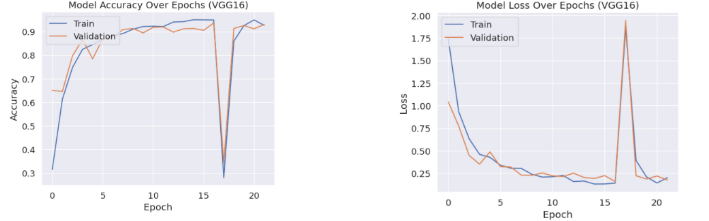 Model Accuracy Over Epochs (VGG16)
Train
Validation
0.9
0.8
0.7
0.6
0.5
0.4
0.3
Accuracy
0
5
10
15
20
Epoch
Model Loss Over Epochs (VGG16)
Train
Validation
2.00
1.75
1.50
1.25
1.00
0.75
0.50
0.25
Loss
0
5
10
15
20
Epoch